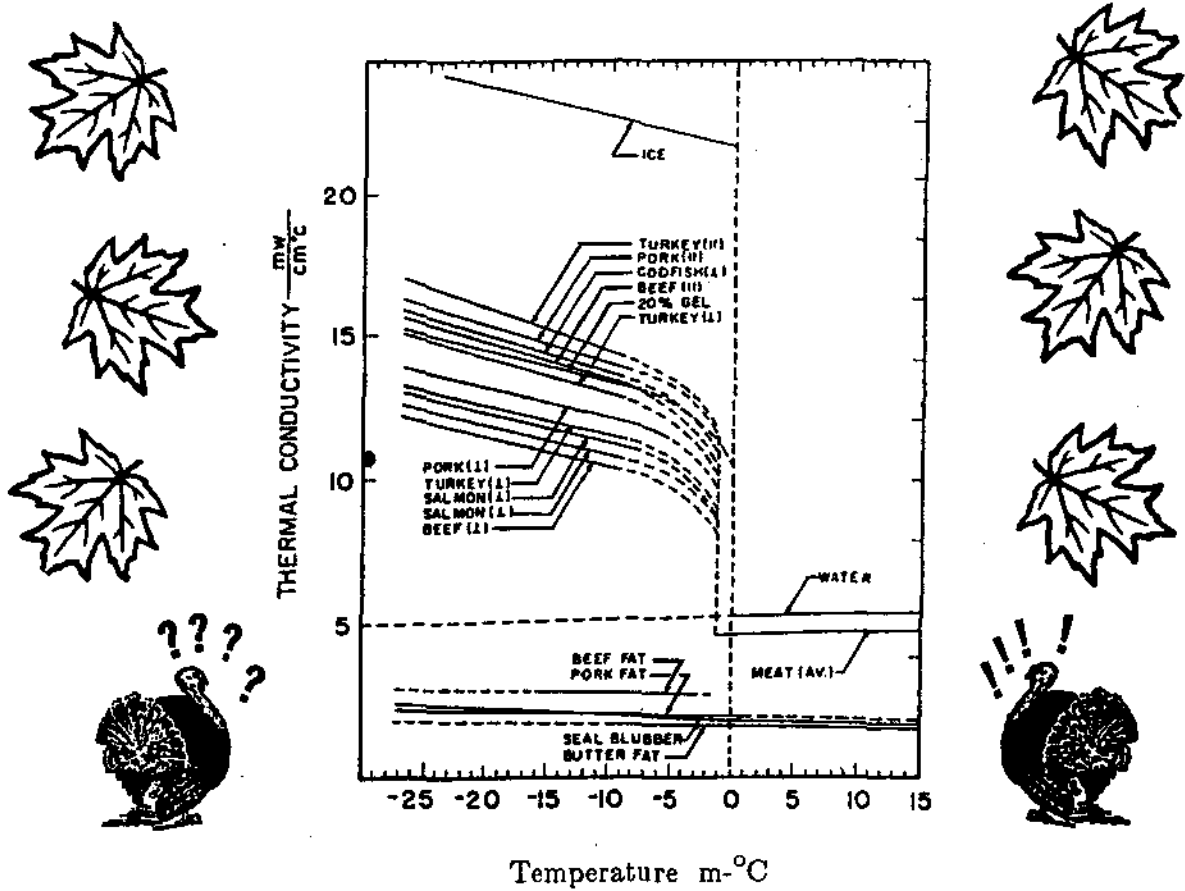 ICE
20
TURKEY(II)
PORK(II)
CODFISH(⊥)
BEEF(II)
20% GEL
TURKEY(⊥)
15
THERMAL CONDUCTIVITY mw/cm°c
PORK(⊥)
TURKEY(⊥)
SALMON(⊥)
SALMON(⊥)
BEEF(⊥)
10
WATER
5
BEEF FAT
PORK FAT
MEAT(AV.)
SEAL BLUBBER
BUTTER FAT
? ? ? ?
! ! ! !
-25 -20 -15 -10 -5 0 5 10 15
Temperature m-°C